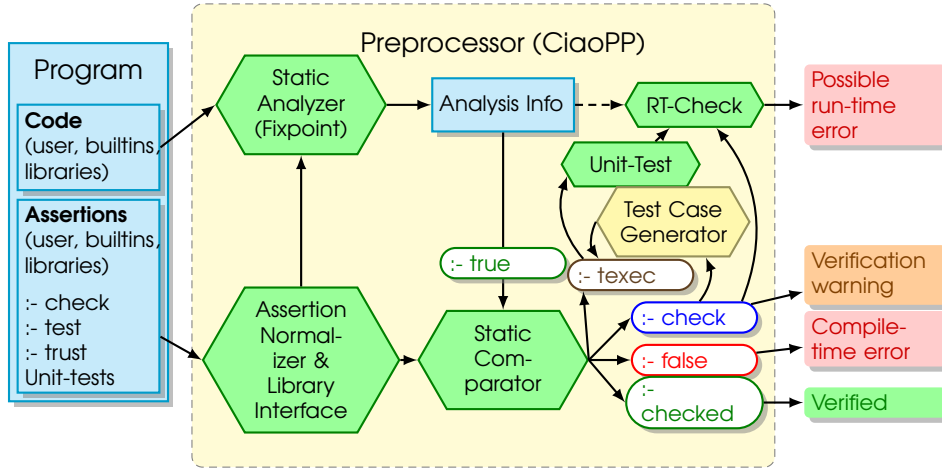 Preprocessor (CiaoPP)
Program
Code
(user, builtins,
libraries)
Assertions
(user, builtins,
libraries)
:- check
:- test
:- trust
Unit-tests
Static
Analyzer
(Fixpoint)
Analysis Info
RT-Check
Possible
run-time
error
Unit-Test
Test Case
Generator
:- true
:- texec
Verification
warning
Assertion
Normal-
izer &
Library
Interface
Static
Com-
parator
:- check
:- false
:-
checked
Compile-
time error
Verified